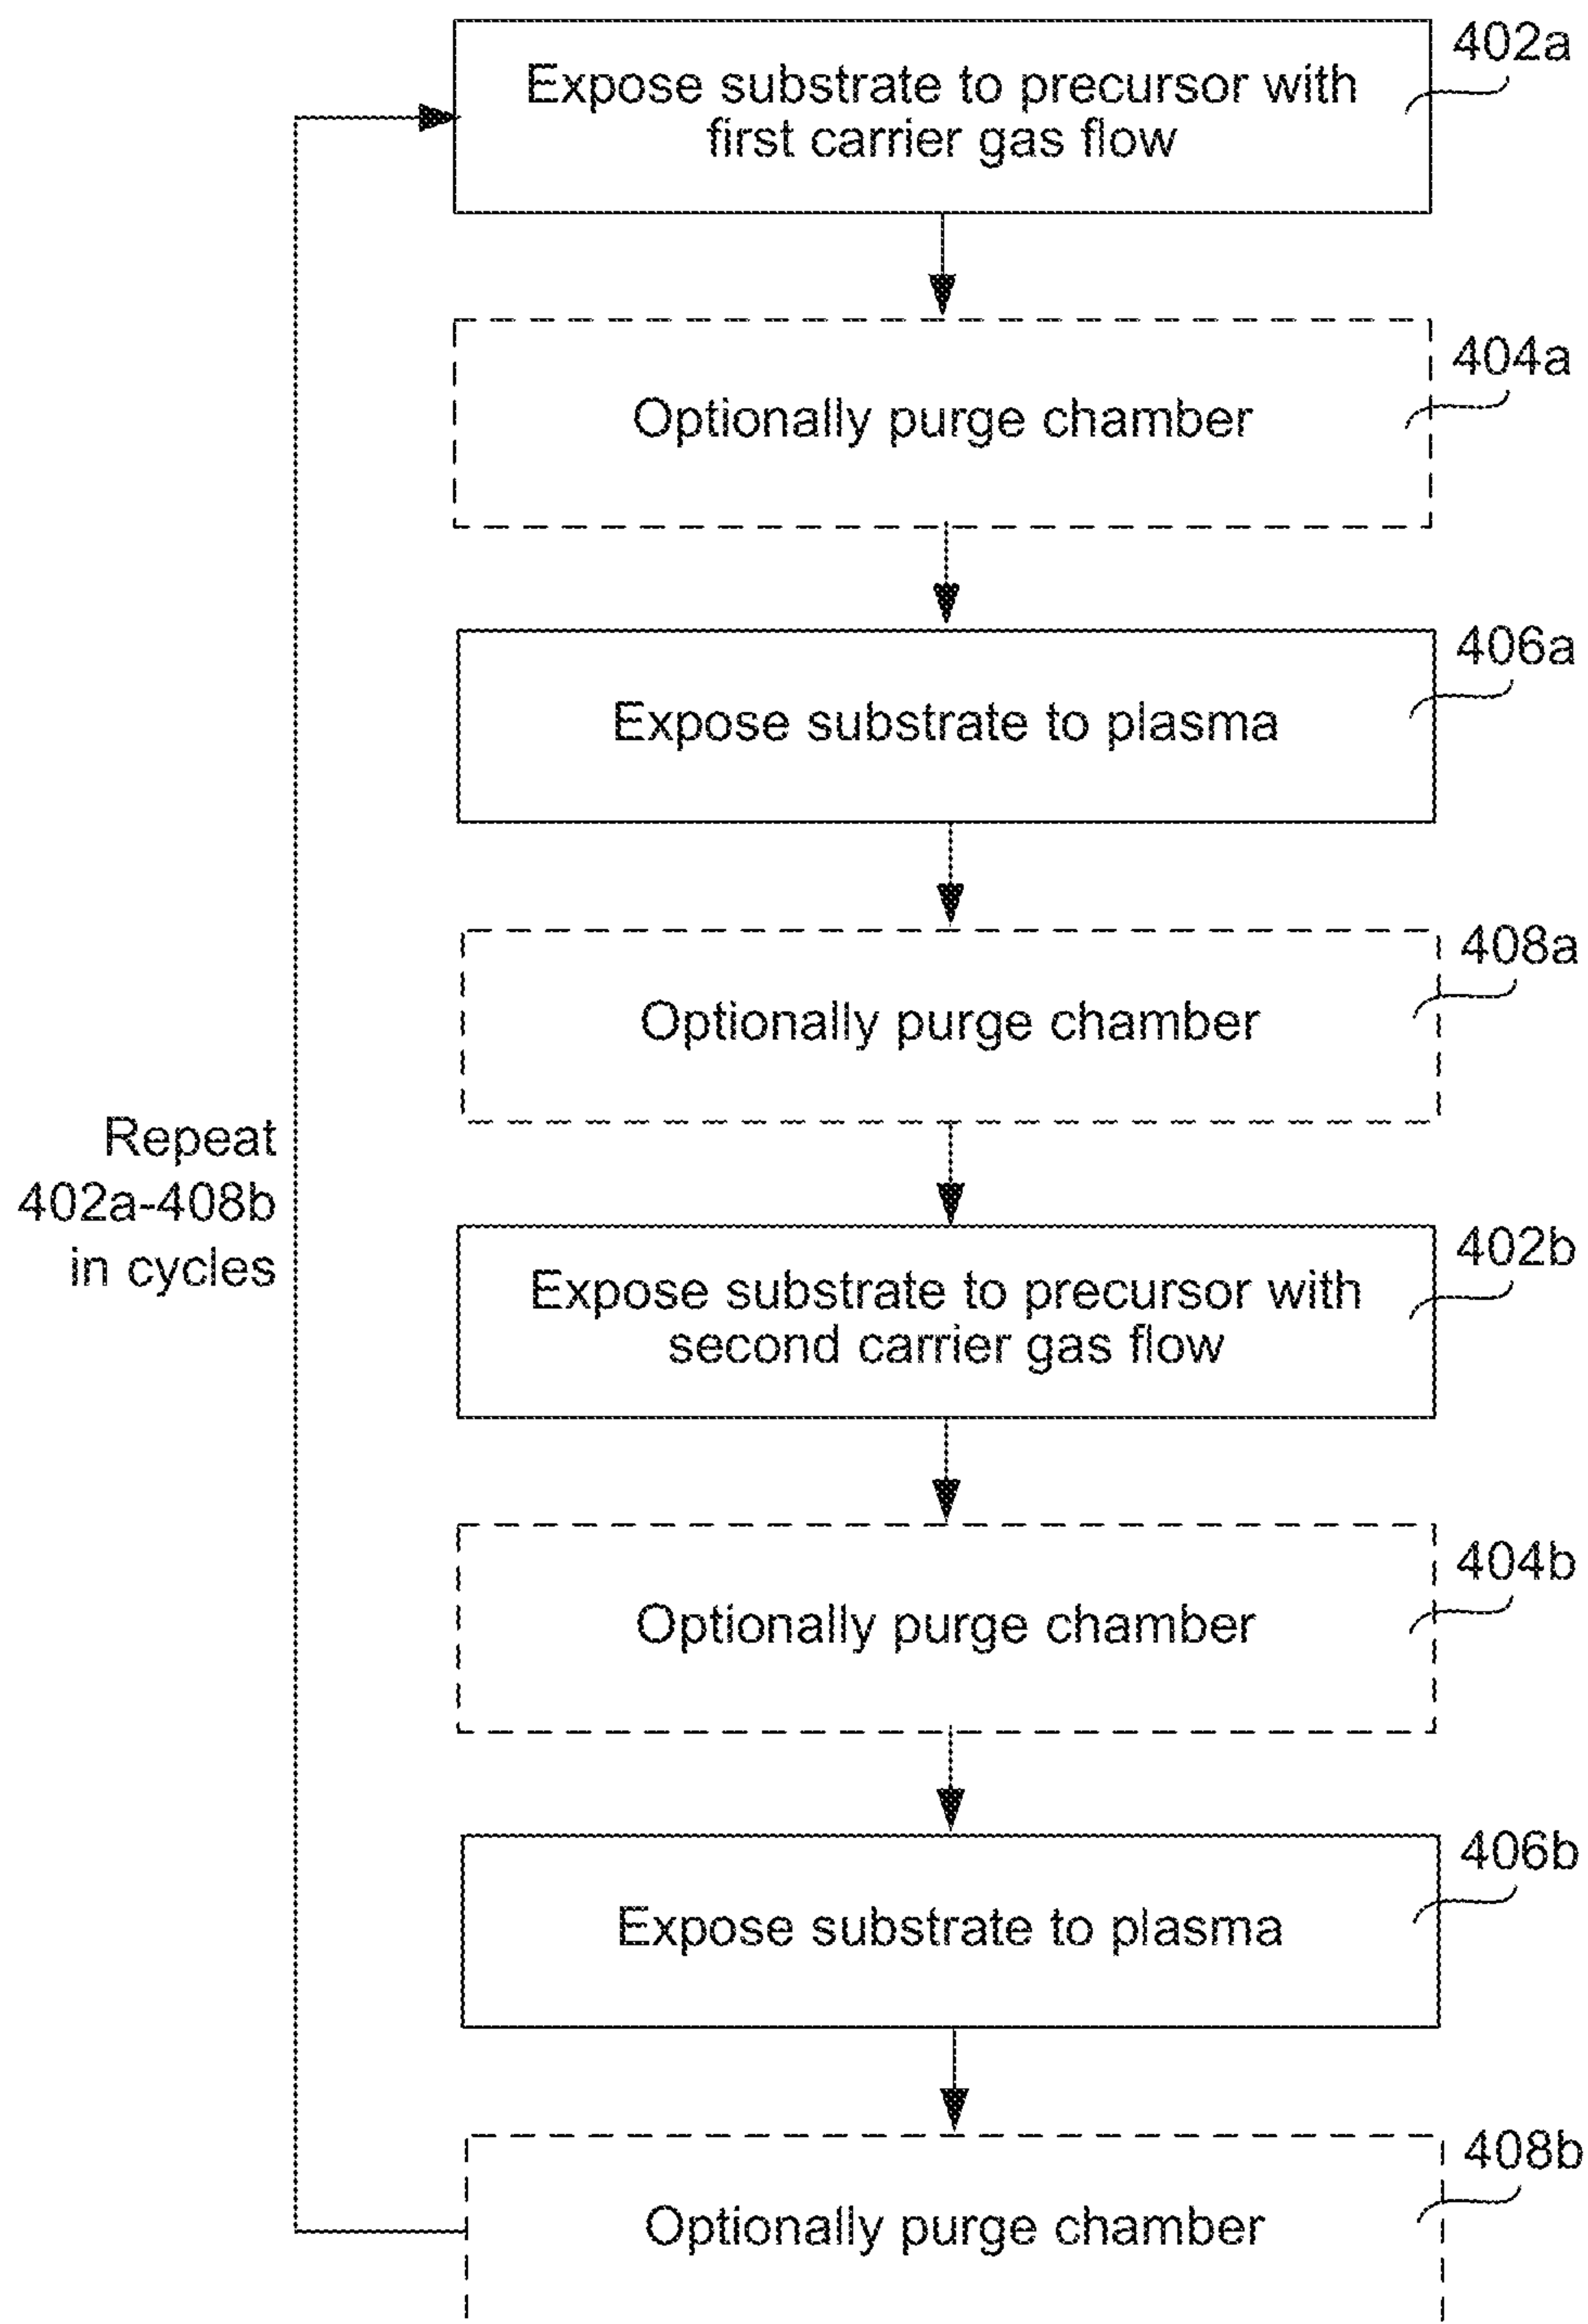 402a
Expose substrate to precursor with
first carrier gas flow
404a
Optionally purge chamber
406a
Expose substrate to plasma
408a
Optionally purge chamber
Repeat
402a-408b
in cycles
402b
Expose substrate to precursor with
second carrier gas flow
404b
Optionally purge chamber
406b
Expose substrate to plasma
408b
Optionally purge chamber